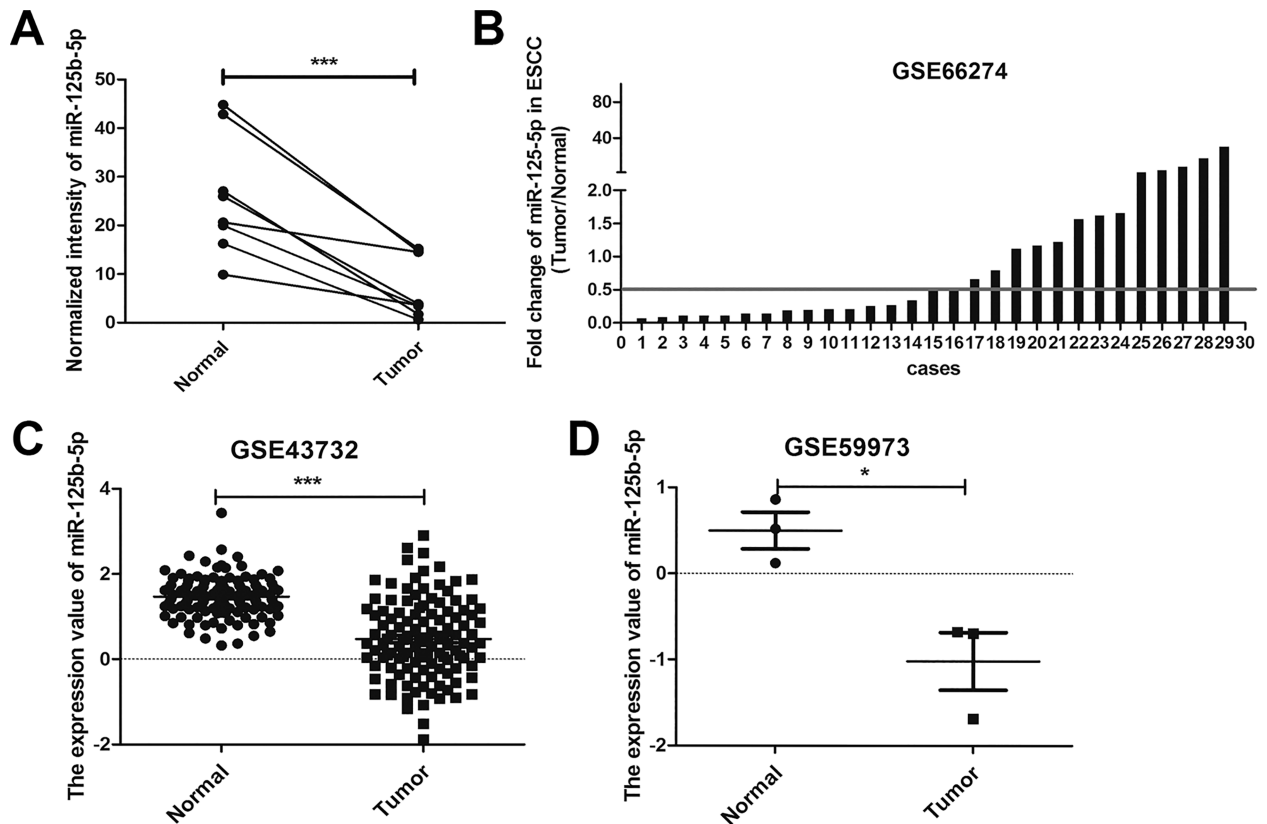 A
Normalized intensity of miR-125b-5p
50
40
30
20
10
0
***
Normal
Tumor
B
GSE66274
Fold change of miR-125-5p in ESCC
(Tumor/Normal)
80
40
2.0
1.5
1.0
0.5
0.0
0 1 2 3 4 5 6 7 8 9 10 11 12 13 14 15 16 17 18 19 20 21 22 23 24 25 26 27 28 29 30
cases
C
GSE43732
The expression value of miR-125b-5p
***
4
2
0
-2
Normal
Tumor
D
GSE59973
The expression value of miR-125b-5p
*
1
0
-1
-2
Normal
Tumor